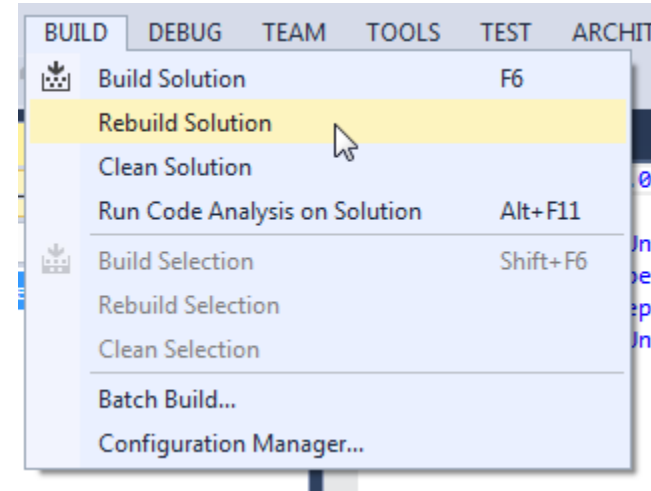 BUILD DEBUG TEAM TOOLS TEST
Build Solution F6
Rebuild Solution
Clean Solution
Run Code Analysis on Solution Alt+F11
Build Selection Shift+F6
Rebuild Selection
Clean Selection
Batch Build...
Configuration Manager...